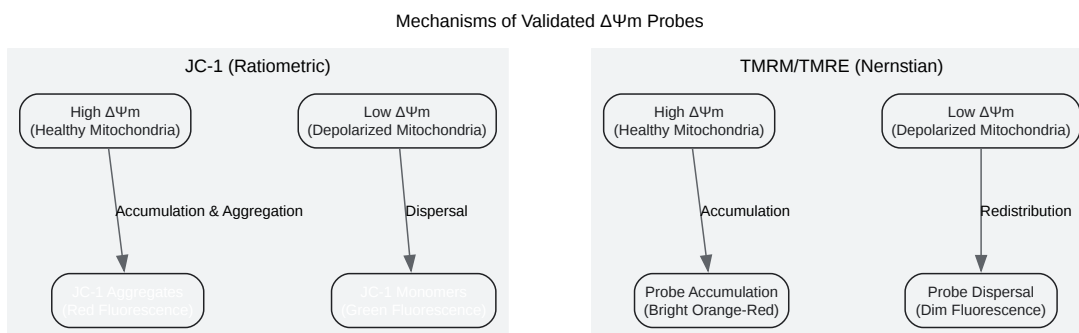 Mechanisms of Validated ΔΨm Probes
JC-1 (Ratiometric)
High ΔΨm
(Healthy Mitochondria)
Low ΔΨm
(Depolarized Mitochondria)
Accumulation & Aggregation
Dispersal
JC-1 Aggregates
(Red Fluorescence)
JC-1 Monomers
(Green Fluorescence)
TMRM/TMRE (Nernstian)
High ΔΨm
(Healthy Mitochondria)
Low ΔΨm
(Depolarized Mitochondria)
Accumulation
Redistribution
Probe Accumulation
(Bright Orange-Red)
Probe Dispersal
(Dim Fluorescence)